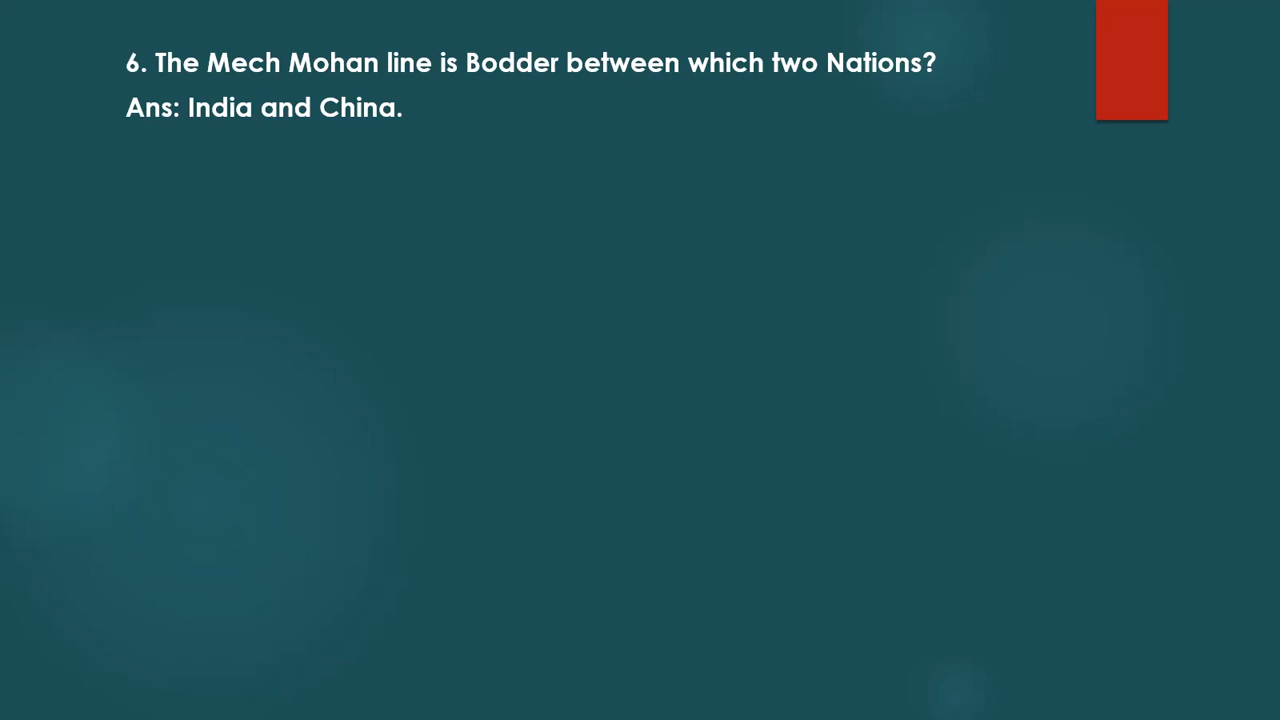 6. The Mech Mohan line is Bodder between which two Nations?
Ans: India and China.